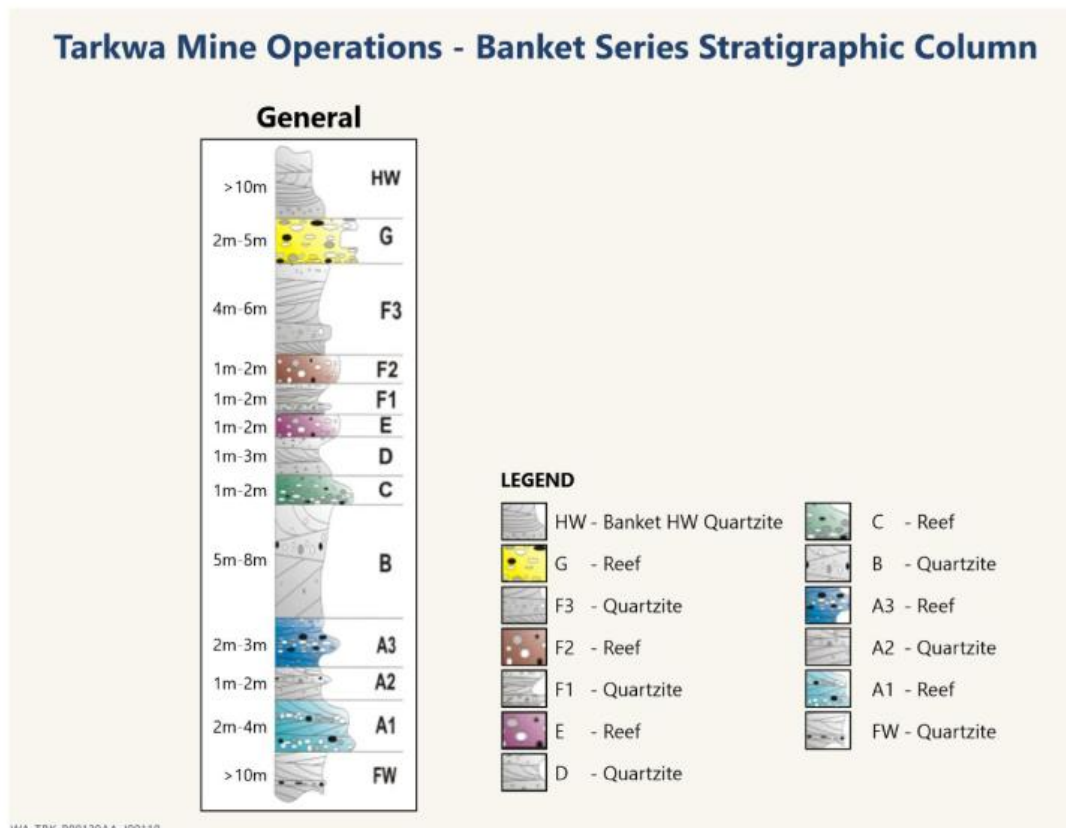 Tarkwa Mine Operations - Banket Series Stratigraphic Column
General
>10m HW
2m-5m G
4m-6m F3
1m-2m F2
1m-2m F1
1m-2m E
1m-3m D
1m-2m C
5m-8m B
2m-3m A3
1m-2m A2
2m-4m A1
>10m FW
LEGEND
HW - Banket HW Quartzite
G - Reef
F3 - Quartzite
F2 - Reef
F1 - Quartzite
E - Reef
D - Quartzite
C - Reef
B - Quartzite
A3 - Reef
A2 - Quartzite
A1 - Reef
FW - Quartzite